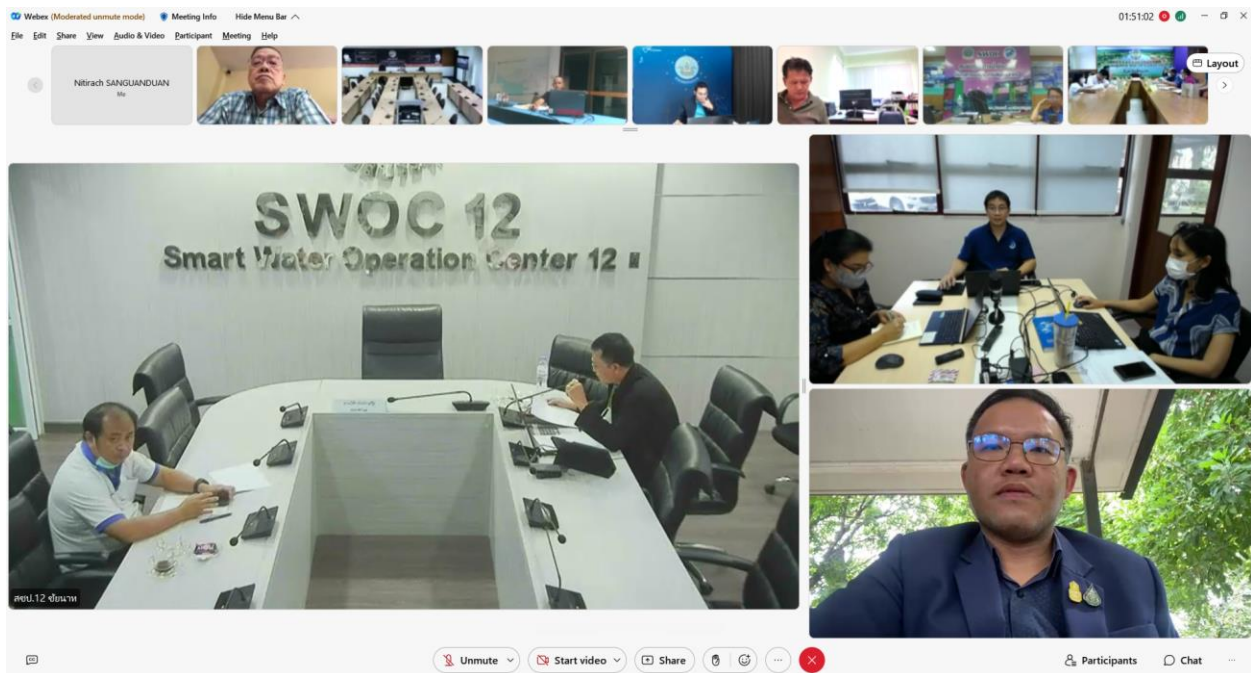 Webex (Moderated unmute mode) Meeting Info Hide Menu Bar
01:51:02
File Edit Share View Audio & Video Participant Meeting Help
Nitirach SANGUANDUAN
Me
Layout
SWOC 12
Smart Water Operation Center 12
สชป.12 ชัยนาท
Unmute
Start video
Share
Participants
Chat